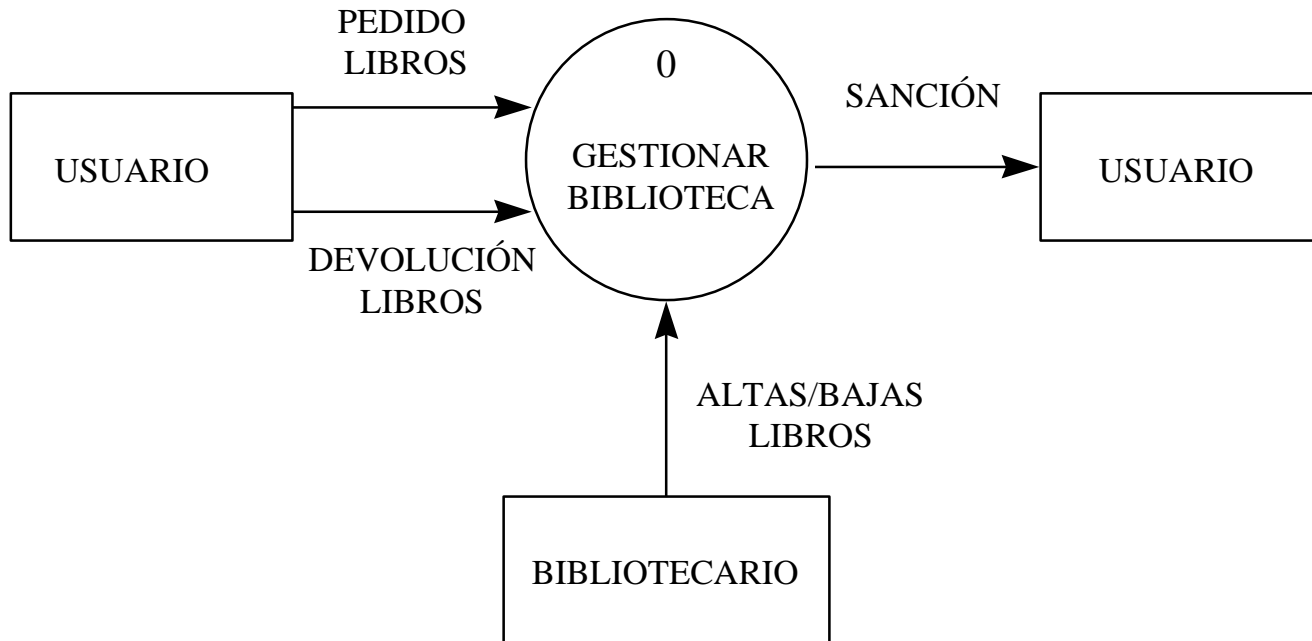 PEDIDO
LIBROS
0
SANCIÓN
USUARIO
GESTIONAR
BIBLIOTECA
USUARIO
DEVOLUCIÓN
LIBROS
ALTAS/BAJAS
LIBROS
BIBLIOTECARIO